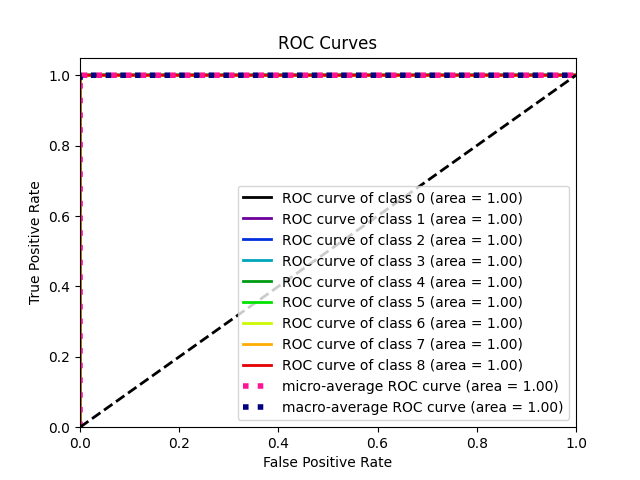 ROC Curves
True Positive Rate
1.0
0.8
0.6
0.4
0.2
0.0
ROC curve of class 0 (area = 1.00)
ROC curve of class 1 (area = 1.00)
ROC curve of class 2 (area = 1.00)
ROC curve of class 3 (area = 1.00)
ROC curve of class 4 (area = 1.00)
ROC curve of class 5 (area = 1.00)
ROC curve of class 6 (area = 1.00)
ROC curve of class 7 (area = 1.00)
ROC curve of class 8 (area = 1.00)
micro-average ROC curve (area = 1.00)
macro-average ROC curve (area = 1.00)
0.0 0.2 0.4 0.6 0.8 1.0
False Positive Rate